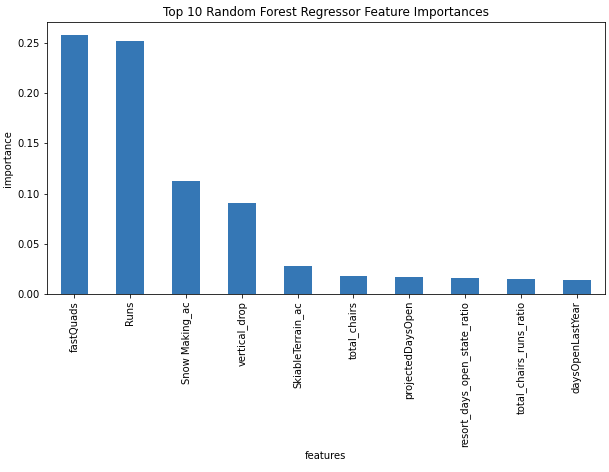 Top 10 Random Forest Regressor Feature Importances
importance
0.25
0.20
0.15
0.10
0.05
0.00
fastQuads
Runs
Snow Making_ac
vertical_drop
SkiableTerrain_ac
total_chairs
projectedDaysOpen
resort_days_open_state_ratio
total_chairs_runs_ratio
daysOpenLastYear
features